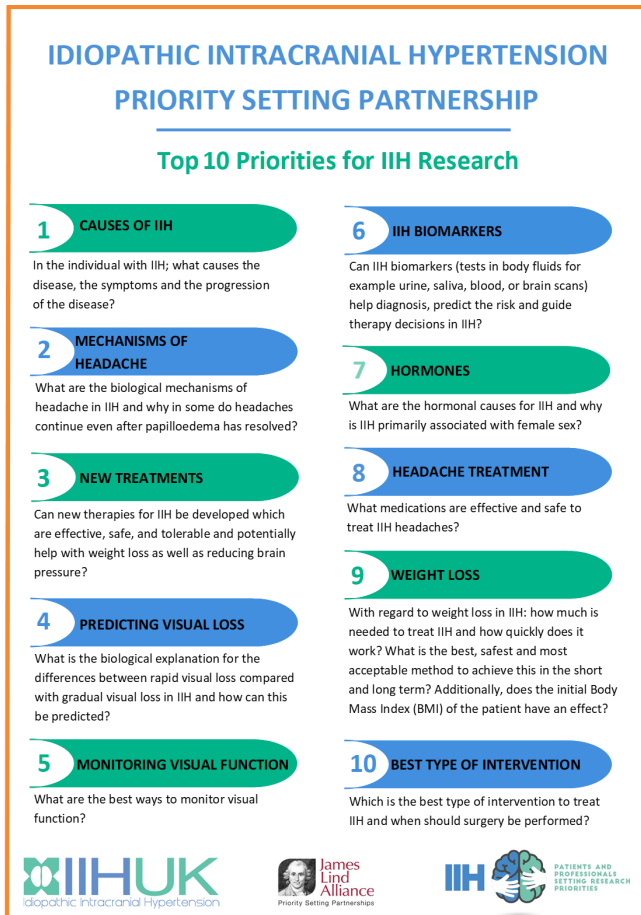 IDIOPATHIC INTRACRANIAL HYPERTENSION
PRIORITY SETTING PARTNERSHIP
Top 10 Priorities for IIH Research
1
CAUSES OF IIH
In the individual with IIH; what causes the
disease, the symptoms and the progression
of the disease?
2
MECHANISMS OF
HEADACHE
What are the biological mechanisms of
headache in IIH and why in some do headaches
continue even after papilloedema has resolved?
3
NEW TREATMENTS
Can new therapies for IIH be developed which
are effective, safe, and tolerable and potentially
help with weight loss as well as reducing brain
pressure?
4
PREDICTING VISUAL LOSS
What is the biological explanation for the
differences between rapid visual loss compared
with gradual visual loss in IIH and how can this
be predicted?
5
MONITORING VISUAL FUNCTION
What are the best ways to monitor visual
function?
6
IIH BIOMARKERS
Can IIH biomarkers (tests in body fluids for
example urine, saliva, blood, or brain scans)
help diagnosis, predict the risk and guide
therapy decisions in IIH?
7
HORMONES
What are the hormonal causes for IIH and why
is IIH primarily associated with female sex?
8
HEADACHE TREATMENT
What medications are effective and safe to
treat IIH headaches?
9
WEIGHT LOSS
With regard to weight loss in IIH: how much is
needed to treat IIH and how quickly does it
work? What is the best, safest and most
acceptable method to achieve this in the short
and long term? Additionally, does the initial Body
Mass Index (BMI) of the patient have an effect?
10
BEST TYPE OF INTERVENTION
Which is the best type of intervention to treat
IIH and when should surgery be performed?
IIHUK
Idiopathic Intracranial Hypertension
James
Lind
Alliance
Priority Setting Partnerships
IIH
PATIENTS AND
PROFESSIONALS
SETTING RESEARCH
PRIORITIES